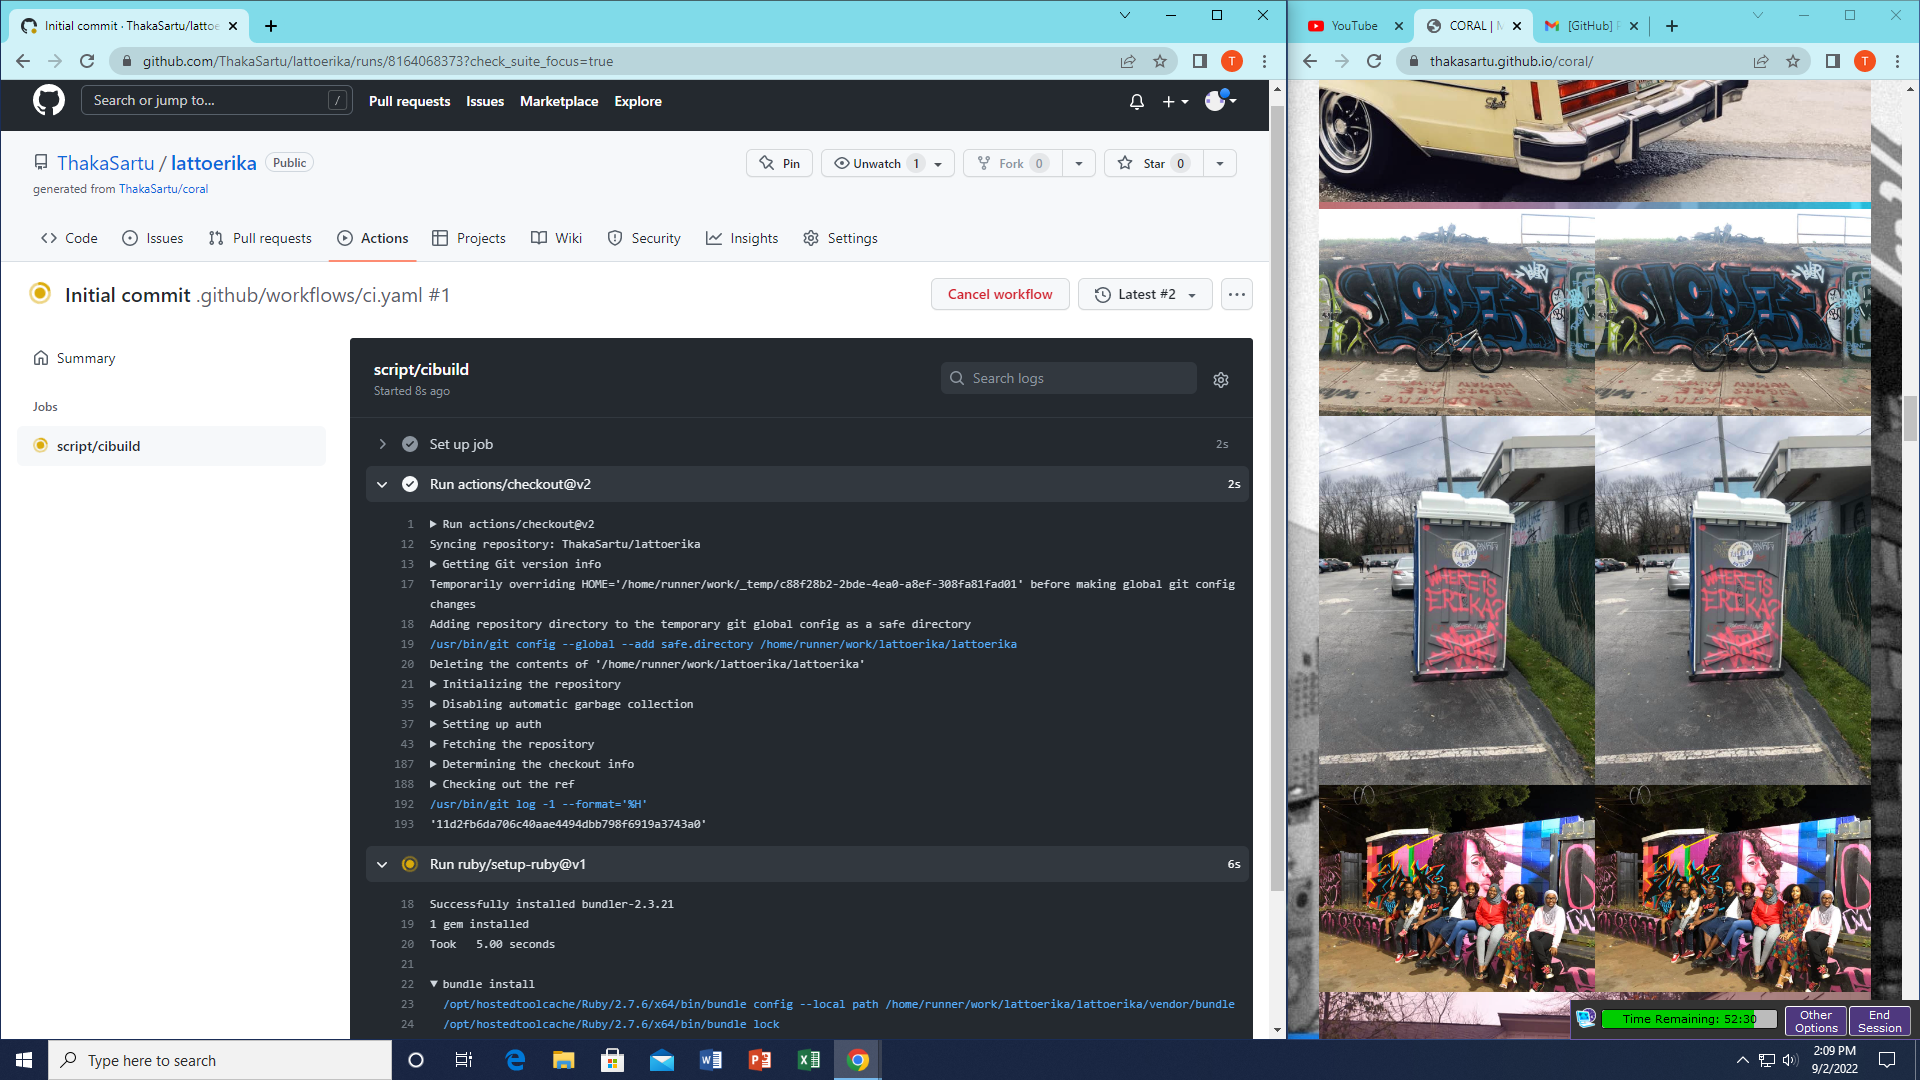 Initial commit · ThakaSartu/lattoe
github.com/ThakaSartu/lattoerika/runs/8164068373?check_suite_focus=true
T
Search or jump to...
/
Pull requests
Issues
Marketplace
Explore
ThakaSartu / lattoerika
Public
generated from ThakaSartu/coral
Pin
Unwatch 1
Fork 0
Star 0
Code
Issues
Pull requests
Actions
Projects
Wiki
Security
Insights
Settings
Initial commit .github/workflows/ci.yaml #1
Cancel workflow
Latest #2
Summary
Jobs
script/cibuild
script/cibuild
Started 8s ago
Search logs
Set up job 2s
Run actions/checkout@v2 2s
1 Run actions/checkout@v2
12 Syncing repository: ThakaSartu/lattoerika
13 Getting Git version info
17 Temporarily overriding HOME='/home/runner/work/_temp/c88f28b2-2bde-4ea0-a8ef-308fa81fad01' before making global git config
changes
18 Adding repository directory to the temporary git global config as a safe directory
19 /usr/bin/git config --global --add safe.directory /home/runner/work/lattoerika/lattoerika
20 Deleting the contents of '/home/runner/work/lattoerika/lattoerika'
21 Initializing the repository
35 Disabling automatic garbage collection
37 Setting up auth
43 Fetching the repository
187 Determining the checkout info
188 Checking out the ref
192 /usr/bin/git log -1 --format='%H'
193 '11d2fb6da706c40aae4494dbb798f6919a3743a0'
Run ruby/setup-ruby@v1 6s
18 Successfully installed bundler-2.3.21
19 1 gem installed
20 Took 5.00 seconds
21
22 bundle install
23 /opt/hostedtoolcache/Ruby/2.7.6/x64/bin/bundle config --local path /home/runner/work/lattoerika/lattoerika/vendor/bundle
24 /opt/hostedtoolcache/Ruby/2.7.6/x64/bin/bundle lock
YouTube
CORAL | M
[GitHub]
thakasartu.github.io/coral/
T
WHERE IS
ERIKA?
WHERE IS
ERIKA?
Time Remaining: 52:30
Other
Options
End
Session
Type here to search
2:09 PM
9/2/2022